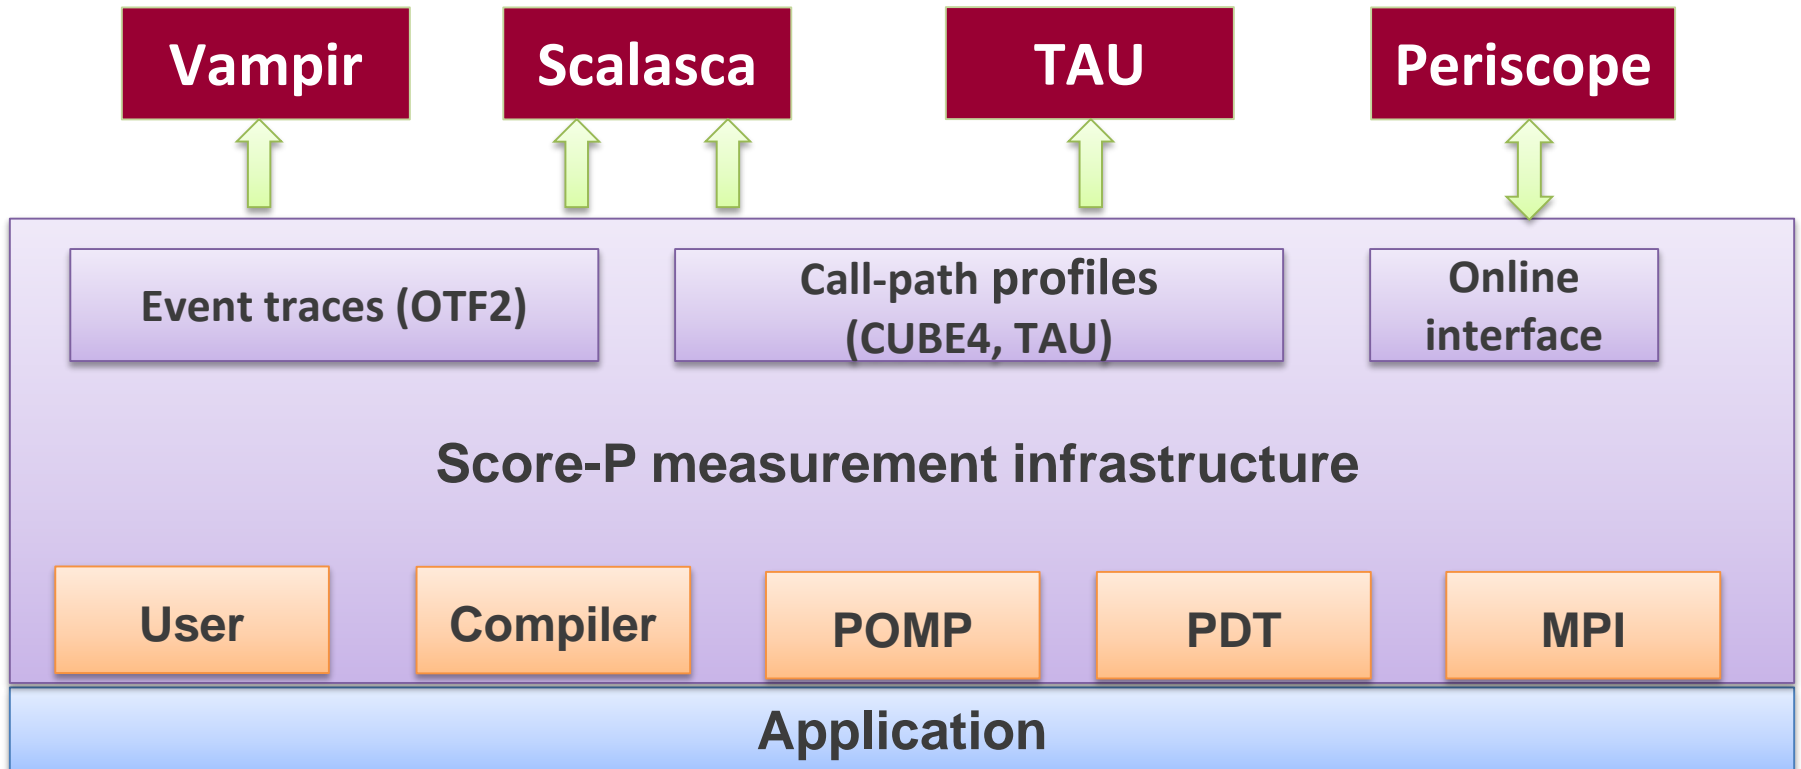 Vampir
Scalasca
TAU
Periscope
Event traces (OTF2)
Call-path profiles
(CUBE4, TAU)
Online
interface
Score-P measurement infrastructure
User
Compiler
POMP
PDT
MPI
Application